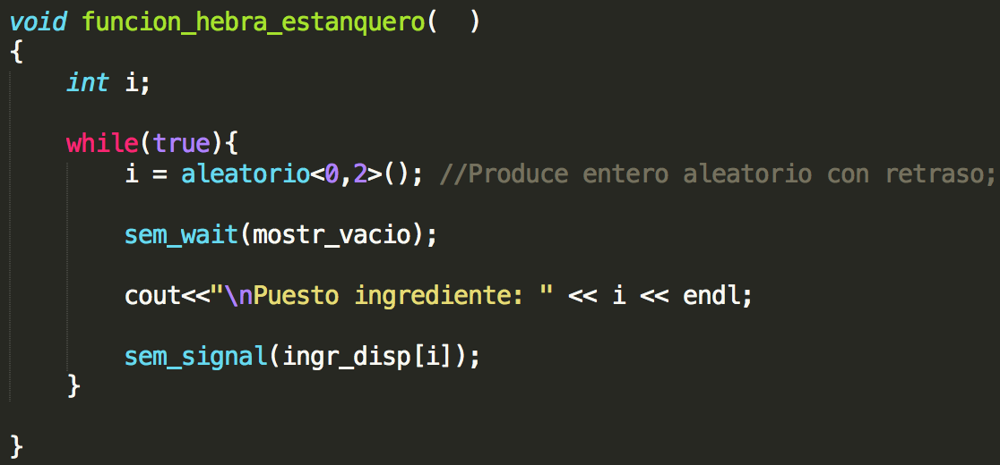 void funcion_hebra_estanquero(  )
{
    int i;
    while(true){
        i = aleatorio<0,2>(); //Produce entero aleatorio con retraso;
        sem_wait(mostr_vacio);
        cout<<"\nPuesto ingrediente: " << i << endl;
        sem_signal(ingr_disp[i]);
    }
}